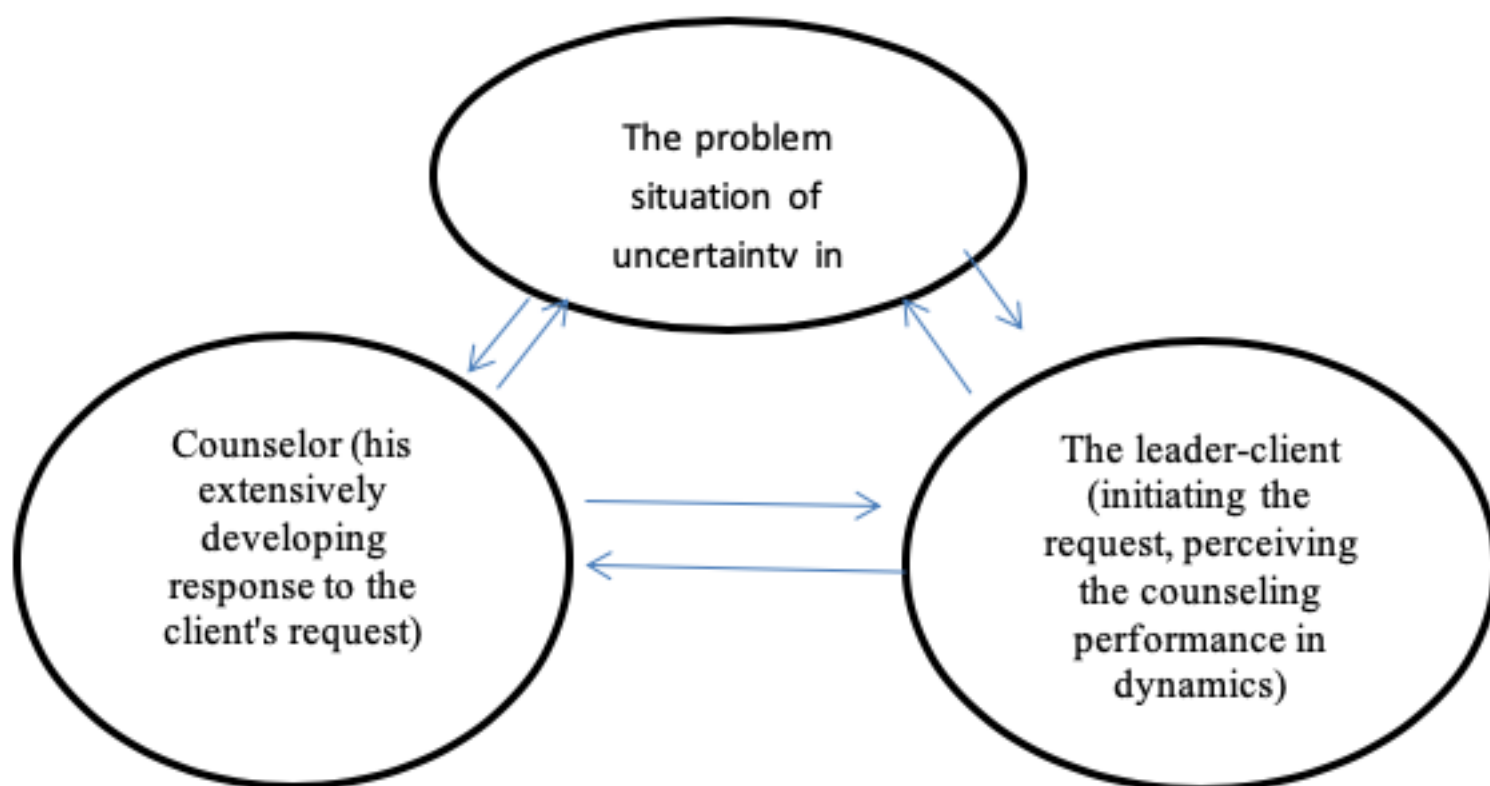 The problem
situation of
uncertainty in
Counselor (his
extensively
developing
response to the
client's request)
The leader-client
(initiating the
request, perceiving
the counseling
performance in
dynamics)